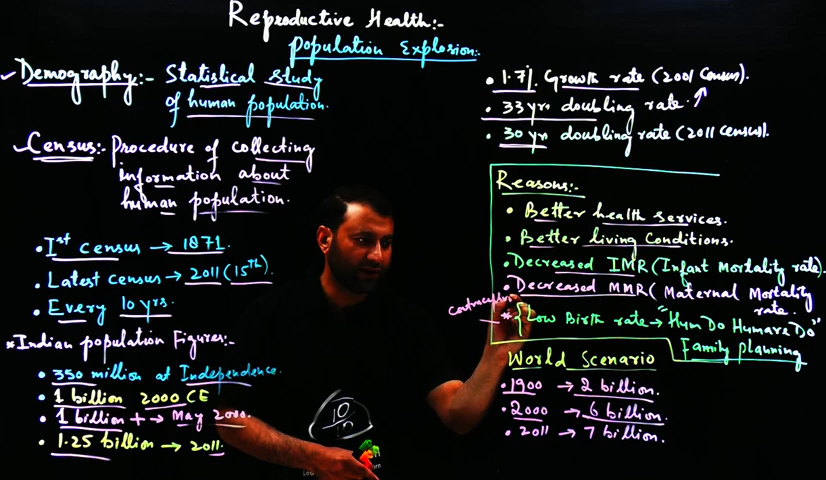 Reproductive Health:-
Population Explosion:-
Demography:- Statistical study
of human population.
Census:- Procedure of collecting
information about
human population.
• Ist census → 1871.
• Latest census → 2011 (15th)
• Every 10 yrs.
*Indian population Figures:-
• 350 million at Independence.
• 1 billion 2000 CE
• 1 billion + → May 2000.
• 1.25 billion → 2011.
• 1.7% Growth rate (2001 Census).
• 33 yrs doubling rate.
• 30 yr doubling rate (2011 Census).
Reasons:-
• Better health services.
• Better living Conditions.
• Decreased IMR (Infant Mortality rate).
• Decreased MMR (Maternal Mortality
rate.
* Low Birth rate → "Hum Do Humare Do"
Family planning
World Scenario
• 1900 → 2 billion.
• 2000 → 6 billion.
• 2011 → 7 billion.
10